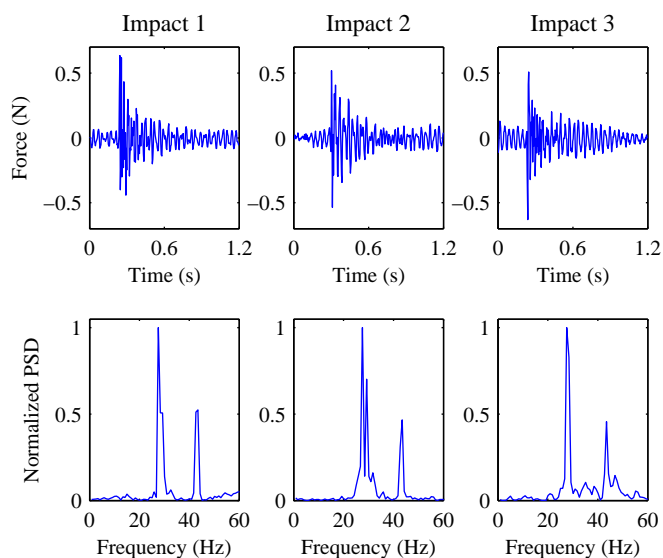 Impact 1 Impact 2 Impact 3
Force (N)
0.5 0.5 0.5
0 0 0
−0.5 −0.5 −0.5
0 0.6 1.2 0 0.6 1.2 0 0.6 1.2
Time (s) Time (s) Time (s)
Normalized PSD
1 1 1
0.5 0.5 0.5
0 0 0
0 20 40 60 0 20 40 60 0 20 40 60
Frequency (Hz) Frequency (Hz) Frequency (Hz)